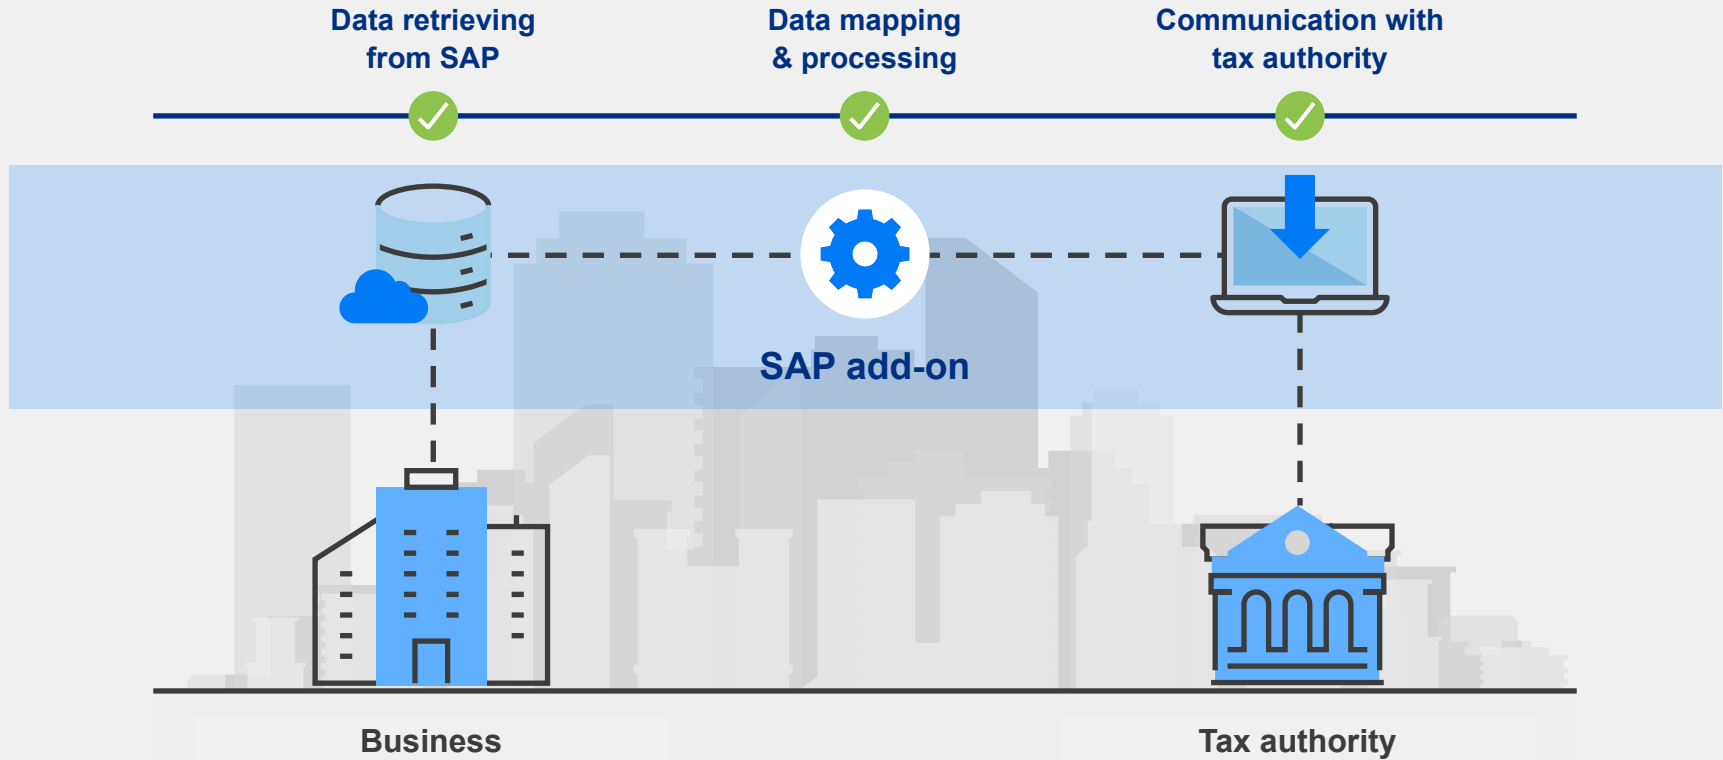 Data retrieving
from SAP
Data mapping
& processing
Communication with
tax authority
SAP add-on
Business
Tax authority